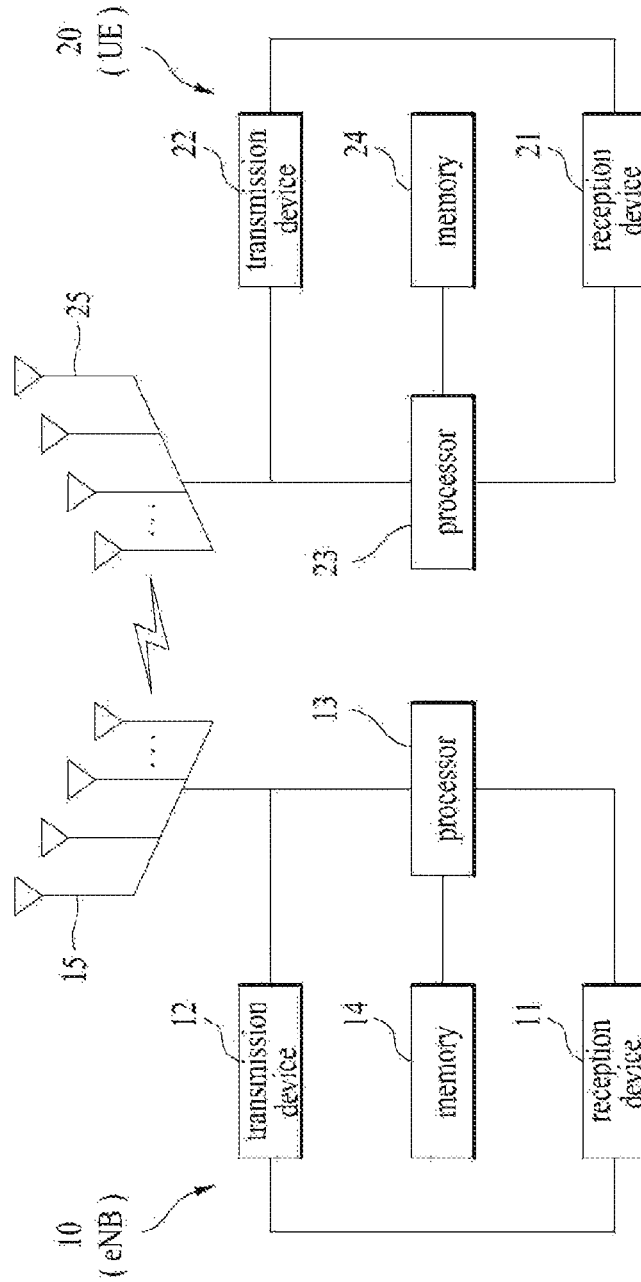 10
( eNB )
15
12
transmission
device
14
memory
11
reception
device
13
processor
. . .
20
( UE )
25
22
transmission
device
24
memory
21
reception
device
23
processor
. . .